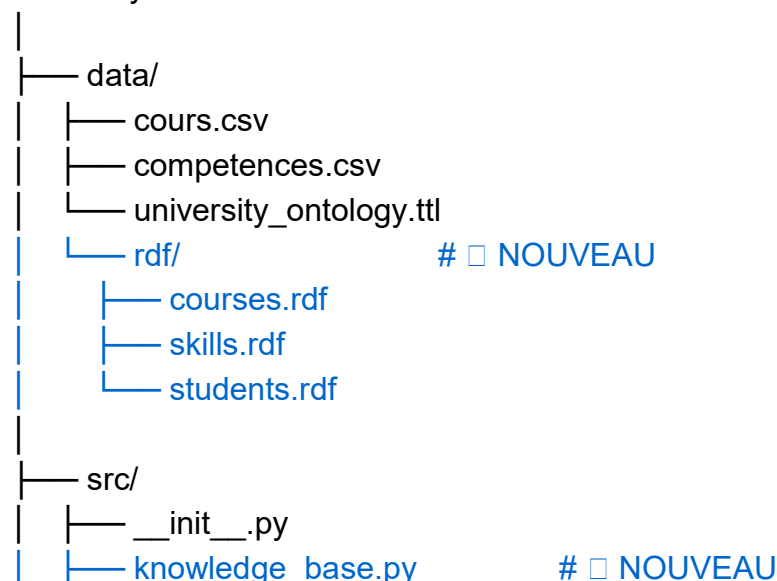 │
├── data/
│ ├── cours.csv
│ ├── competences.csv
│ └── university_ontology.ttl
│ └── rdf/ # □ NOUVEAU
│ ├── courses.rdf
│ ├── skills.rdf
│ └── students.rdf
│
├── src/
│ ├── __init__.py
│ ├── knowledge_base.py # □ NOUVEAU